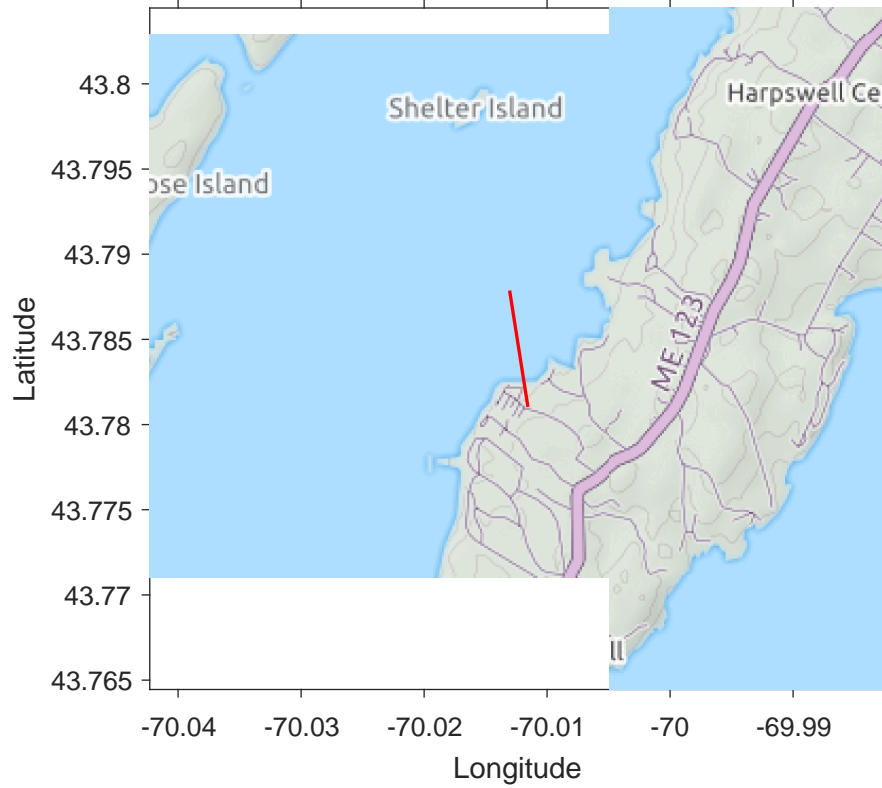 43.8
43.795
43.79
43.785
43.78
43.775
43.77
43.765
Latitude
Shelter Island
Harpswell Ce
ose Island
ME 123
ll
-70.04 -70.03 -70.02 -70.01 -70 -69.99
Longitude